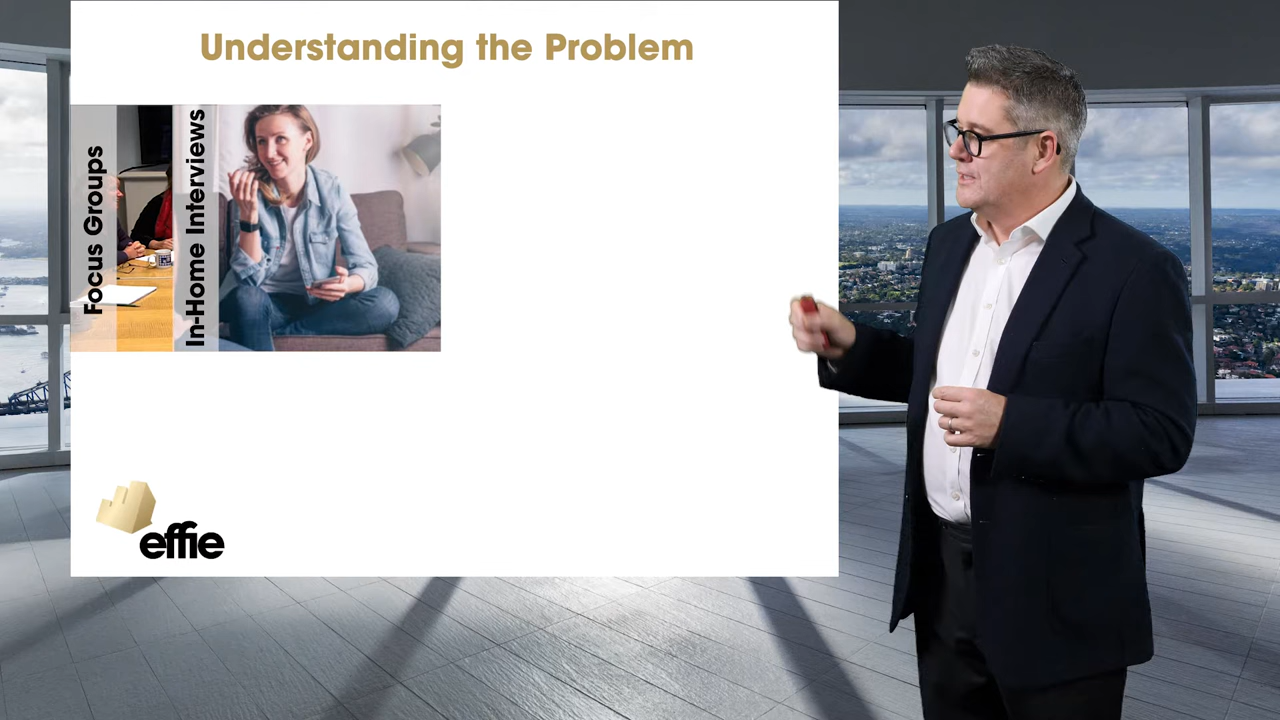 Understanding the Problem
Focus Groups
In-Home Interviews
effie